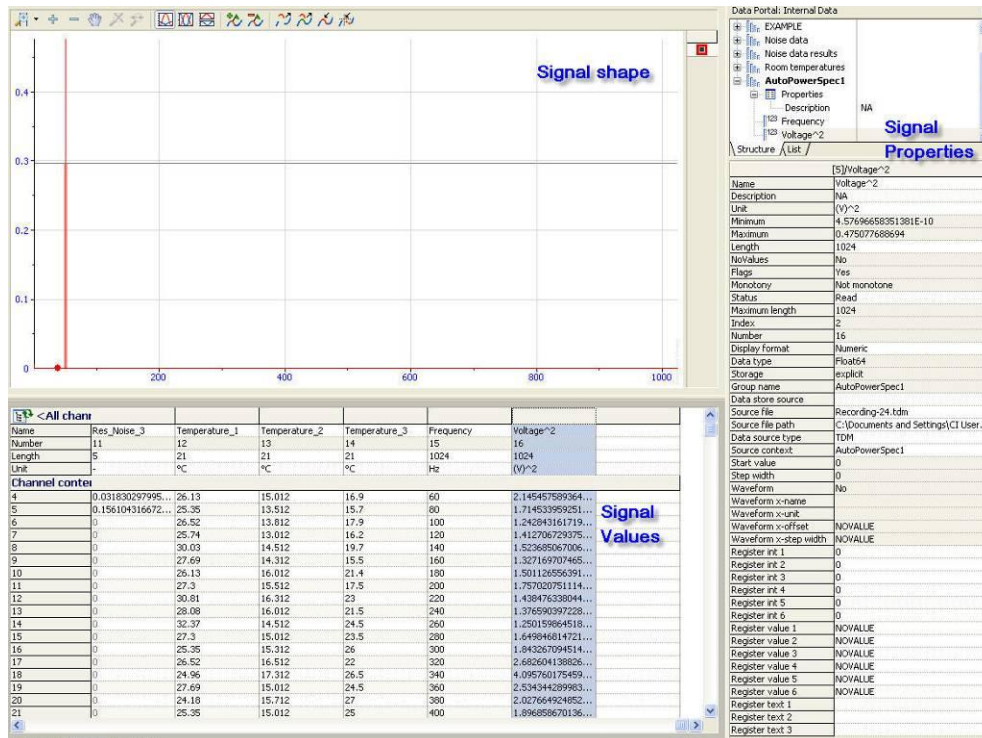 Signal shape
0.4
0.3
0.2
0.1
0
200
400
600
800
1000
Data Portal: Internal Data
EXAMPLE
Noise data
Noise data results
Room temperatures
AutoPowerSpec1
Properties
Description NA
Frequency
Voltage^2
Signal
Properties
Structure List
[5]/Voltage^2
Name Voltage^2
Description NA
Unit (V)^2
Minimum 4.57696658351381E-10
Maximum 0.475077688694
Length 1024
NoValues No
Flags Yes
Monotony Not monotone
Status Read
Maximum length 1024
Index 2
Number 16
Display format Numeric
Data type Float64
Storage explicit
Group name AutoPowerSpec1
Data store source
Source file Recording-24.tdm
Source file path C:\Documents and Settings\CI User.
Data source type TDM
Source context AutoPowerSpec1
Start value 0
Step width 0
Waveform No
Waveform x-name
Waveform x-unit
Waveform x-offset NOVALUE
Waveform x-step width NOVALUE
Register int 1 0
Register int 2 0
Register int 3 0
Register int 4 0
Register int 5 0
Register int 6 0
Register value 1 NOVALUE
Register value 2 NOVALUE
Register value 3 NOVALUE
Register value 4 NOVALUE
Register value 5 NOVALUE
Register value 6 NOVALUE
Register text 1
Register text 2
Register text 3
<All chanr
Name Res_Noise_3 Temperature_1 Temperature_2 Temperature_3 Frequency Voltage^2
Number 11 12 13 14 15 16
Length 5 21 21 21 1024 1024
Unit - °C °C °C Hz (V)^2
Channel conter
4 0.031830297995... 26.13 15.012 16.9 60 2.145457589364...
5 0.156104316672... 25.35 13.512 15.7 80 1.714533959251...
6 0 26.52 13.812 17.9 100 1.242843161719...
7 0 25.74 13.012 16.2 120 1.412706729375...
8 0 30.03 14.512 19.7 140 1.523685067006...
9 0 27.69 14.312 15.5 160 1.327169707465...
10 0 26.13 16.012 21.4 180 1.501126556391...
11 0 27.3 15.512 17.5 200 1.757020751114...
12 0 30.81 16.312 23 220 1.438476338044...
13 0 28.08 16.012 21.5 240 1.376590397228...
14 0 32.37 14.512 24.5 260 1.250159864518...
15 0 27.3 15.012 23.5 280 1.649846814721...
16 0 25.35 15.312 26 300 1.843267094514...
17 0 26.52 16.512 22 320 2.682604138826...
18 0 24.96 17.312 26.5 340 4.095760175459...
19 0 27.69 15.012 24.5 360 2.534344289983...
20 0 24.18 15.712 27 380 2.027664924852...
21 0 25.35 15.012 25 400 1.896858670136...
Signal
Values